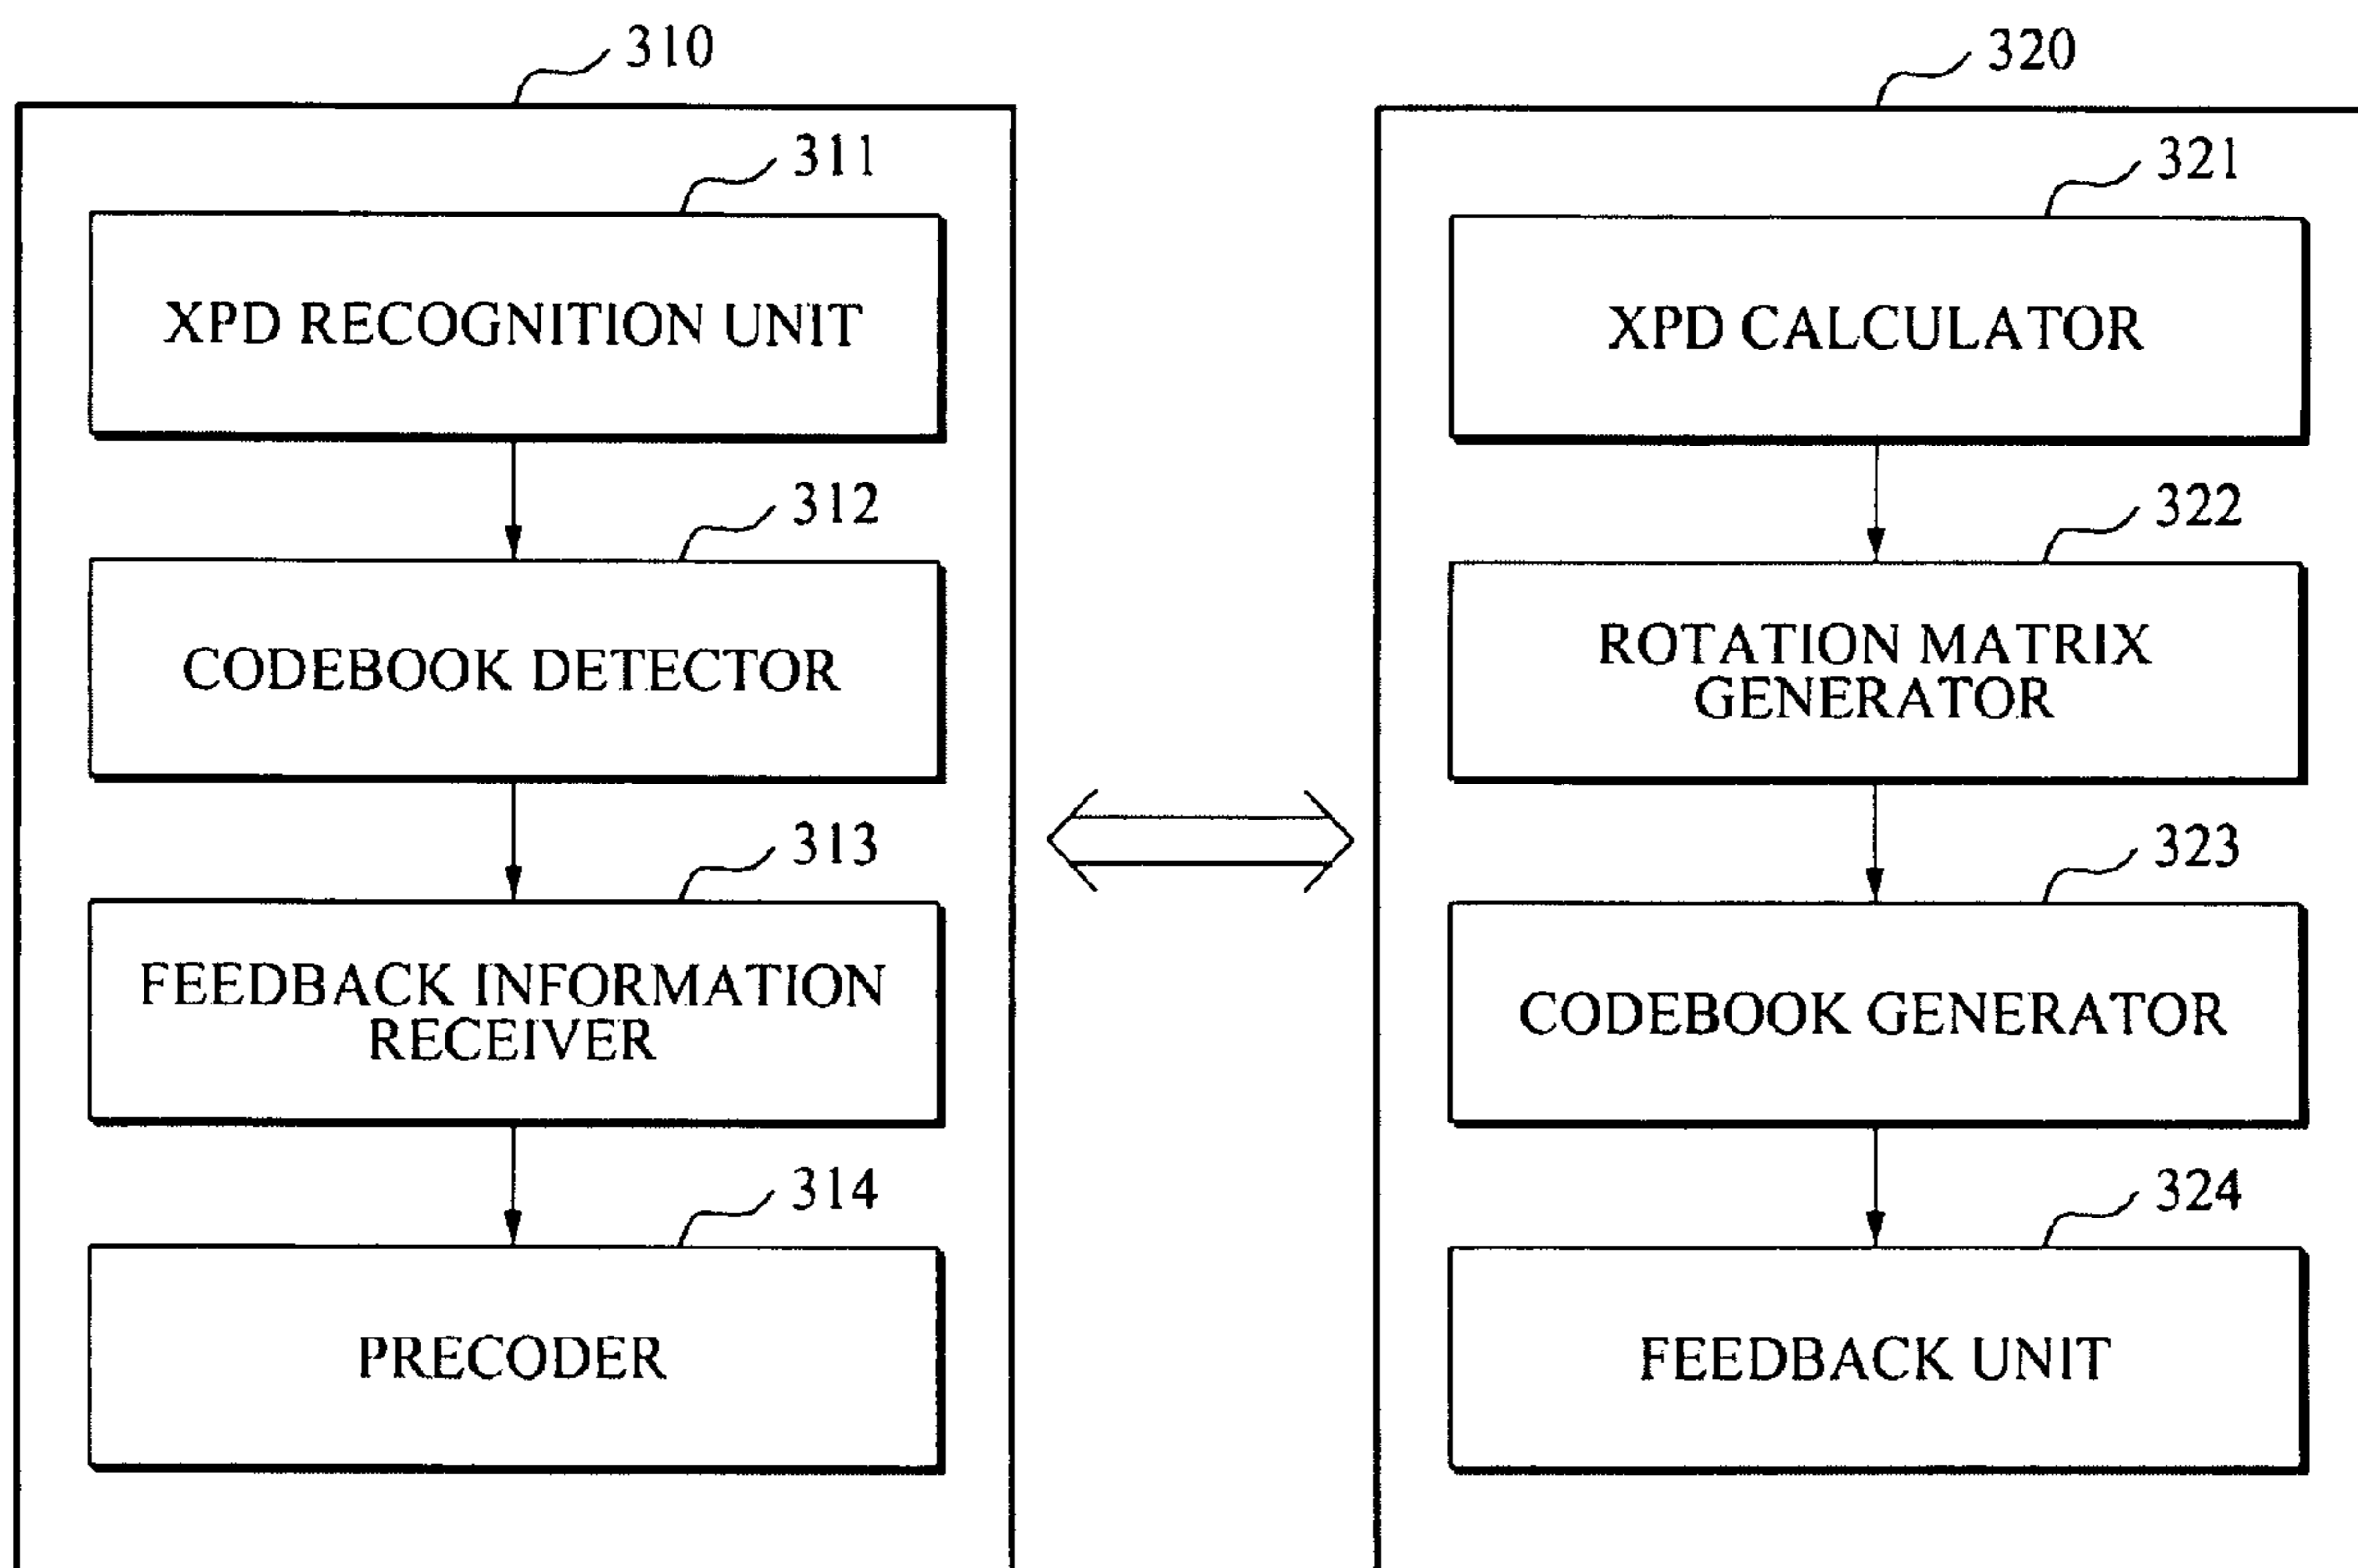 310
311
XPD RECOGNITION UNIT
312
CODEBOOK DETECTOR
313
FEEDBACK INFORMATION
RECEIVER
314
PRECODER
320
321
XPD CALCULATOR
322
ROTATION MATRIX
GENERATOR
323
CODEBOOK GENERATOR
324
FEEDBACK UNIT